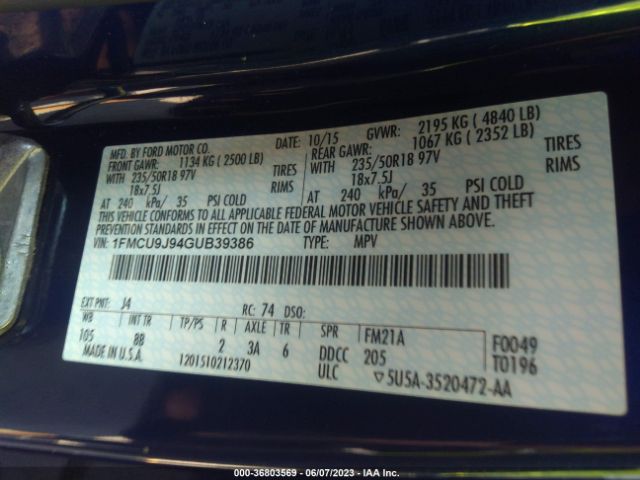 MFD. BY FORD MOTOR CO.
DATE: 10/15 GVWR: 2195 KG ( 4840 LB)
FRONT GAWR: 1134 KG ( 2500 LB)
REAR GAWR: 1067 KG ( 2352 LB)
WITH 235/50R18 97V TIRES
WITH 235/50R18 97V TIRES
18x7.5J RIMS
18x7.5J RIMS
AT 240 kPa/ 35 PSI COLD
AT 240 kPa/ 35 PSI COLD
THIS VEHICLE CONFORMS TO ALL APPLICABLE FEDERAL MOTOR VEHICLE SAFETY AND THEFT
PREVENTION STANDARDS IN EFFECT ON THE DATE OF MANUFACTURE SHOWN ABOVE.
VIN: 1FMCU9J94GUB39386 TYPE: MPV
EXT PNT: J4 RC: 74 DSO:
WB INT TR TP/PS R AXLE TR SPR FM21A F0049
105 8B 2 3A 6 DDCC 205 T0196
MADE IN U.S.A. 1201510212370 ULC ▽5U5A-3520472-AA
000-36803569 - 06/07/2023 - IAA Inc.